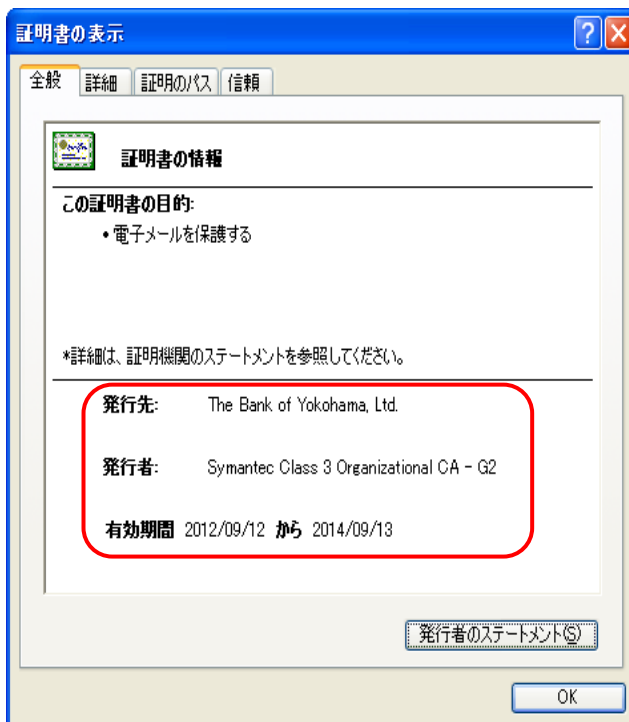 証明書の表示
全般 詳細 証明のパス 信頼
証明書の情報
この証明書の目的:
•電子メールを保護する
*詳細は、証明機関のステートメントを参照してください。
発行先: The Bank of Yokohama, Ltd.
発行者: Symantec Class 3 Organizational CA - G2
有効期間 2012/09/12 から 2014/09/13
発行者のステートメント(S)
OK